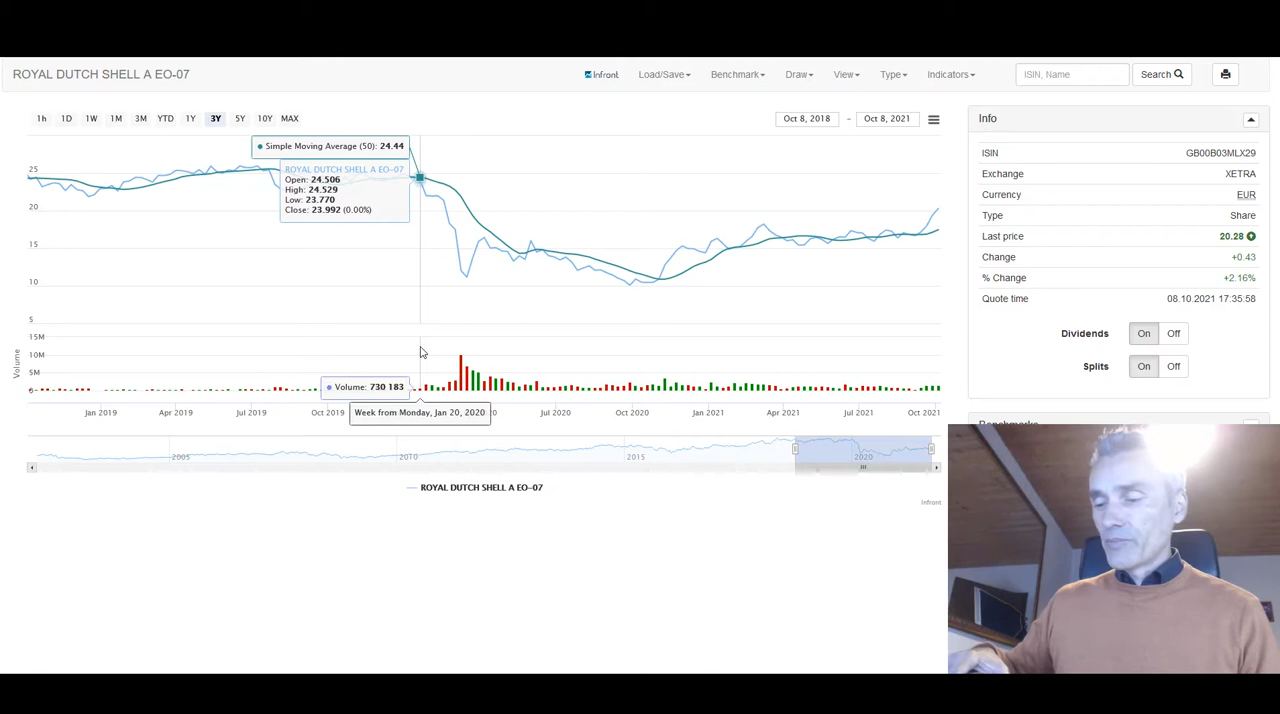 ROYAL DUTCH SHELL A EO-07
Infront
Load/Save
Benchmark
Draw
View
Type
Indicators
ISIN, Name
Search
1h 1D 1W 1M 3M YTD 1Y 3Y 5Y 10Y MAX
Oct 8, 2018 – Oct 8, 2021
Simple Moving Average (50): 24.44
ROYAL DUTCH SHELL A EO-07
Open: 24.506
High: 24.529
Low: 23.770
Close: 23.992 (0.00%)
25
20
15
10
5
15M
10M
5M
0
Volume
Volume: 730 183
Jan 2019 Apr 2019 Jul 2019 Oct 2019 2020 Jul 2020 Oct 2020 Jan 2021 Apr 2021 Jul 2021 Oct 2021
Week from Monday, Jan 20, 2020
2005 2010 2015 2020
ROYAL DUTCH SHELL A EO-07
Infront
Info
ISIN GB00B03MLX29
Exchange XETRA
Currency EUR
Type Share
Last price 20.28
Change +0.43
% Change +2.16%
Quote time 08.10.2021 17:35:58
Dividends On Off
Splits On Off
Benchmarks